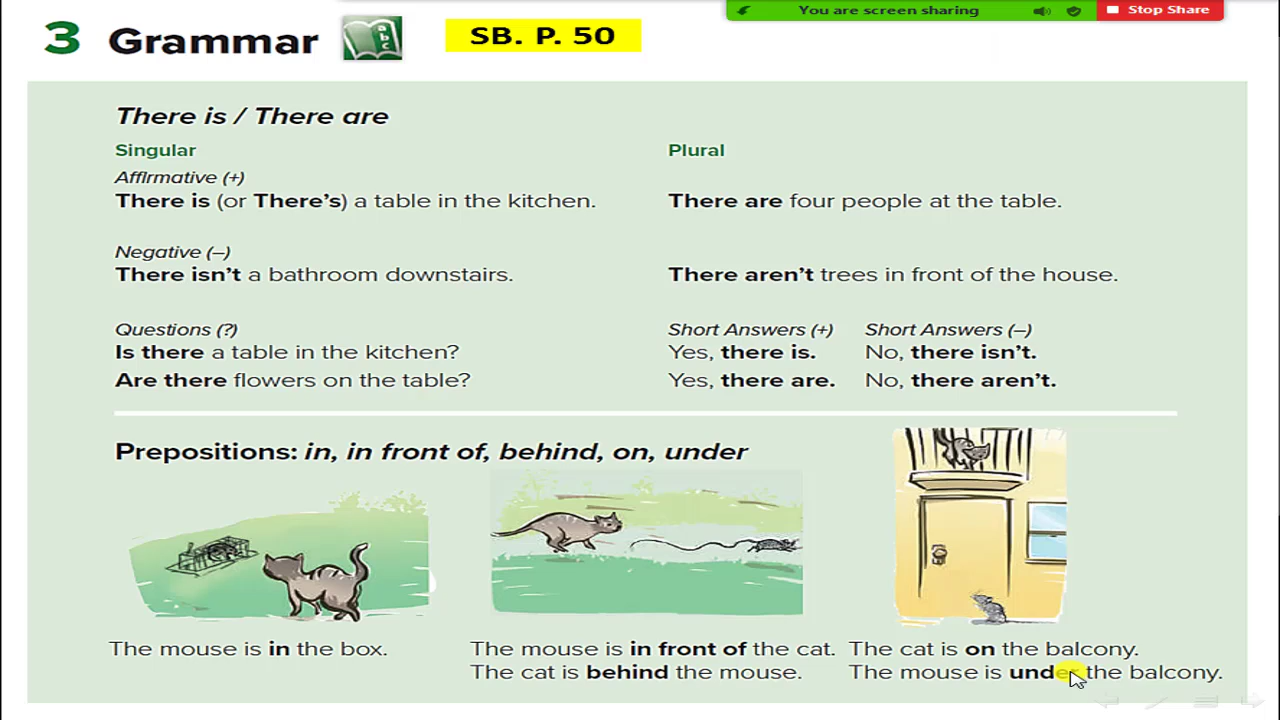 You are screen sharing
Stop Share
3 Grammar
abc
SB. P. 50
There is / There are
Singular Plural
Affirmative (+)
There is (or There's) a table in the kitchen. There are four people at the table.
Negative (–)
There isn't a bathroom downstairs. There aren't trees in front of the house.
Questions (?) Short Answers (+) Short Answers (–)
Is there a table in the kitchen? Yes, there is. No, there isn't.
Are there flowers on the table? Yes, there are. No, there aren't.
Prepositions: in, in front of, behind, on, under
The mouse is in the box.
The mouse is in front of the cat.
The cat is behind the mouse.
The cat is on the balcony.
The mouse is under the balcony.